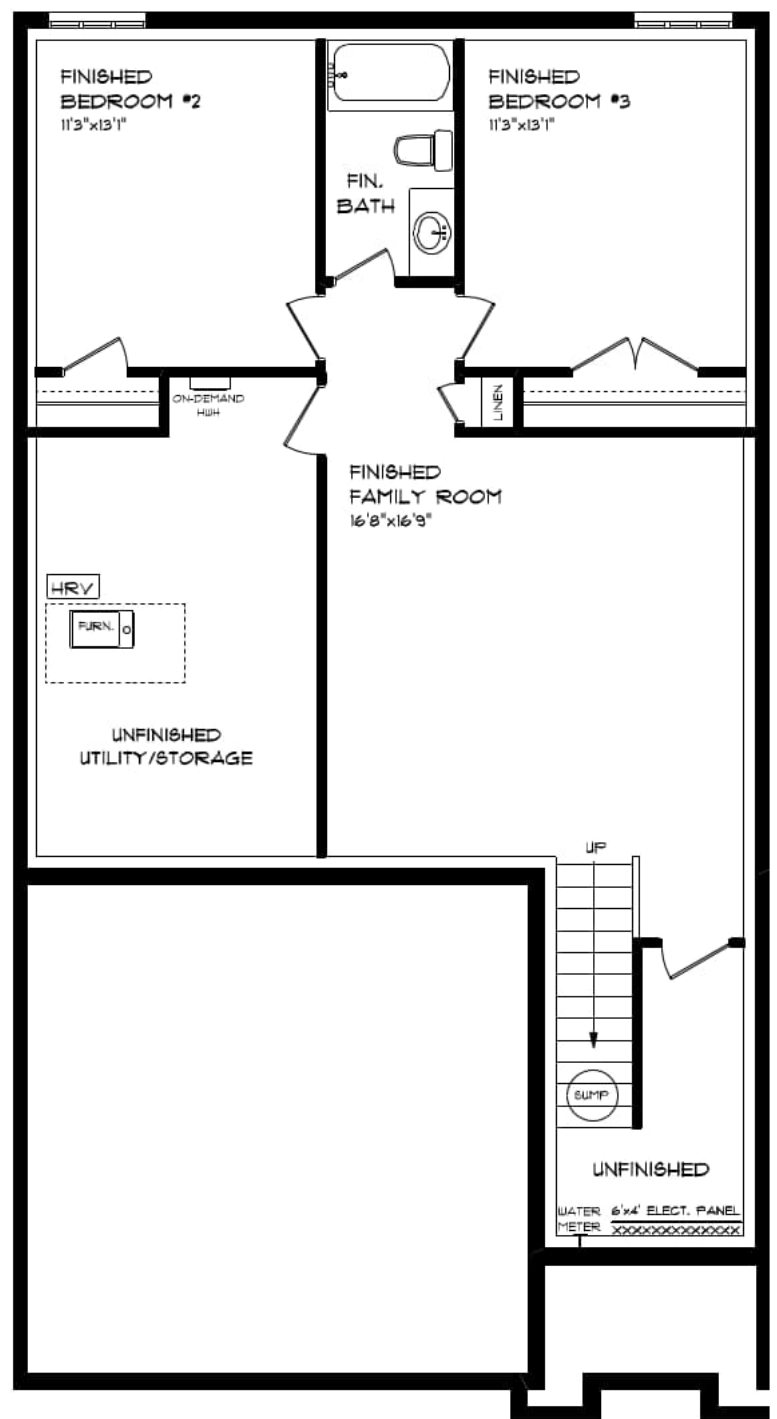 FINISHED
BEDROOM #2
11'3"x13'1"
FINISHED
BEDROOM #3
11'3"x13'1"
FIN.
BATH
ON-DEMAND
HWH
LINEN
FINISHED
FAMILY ROOM
16'8"x16'9"
HRV
FURN.
UNFINISHED
UTILITY/STORAGE
UP
SUMP
UNFINISHED
WATER
METER
6'x4' ELECT. PANEL